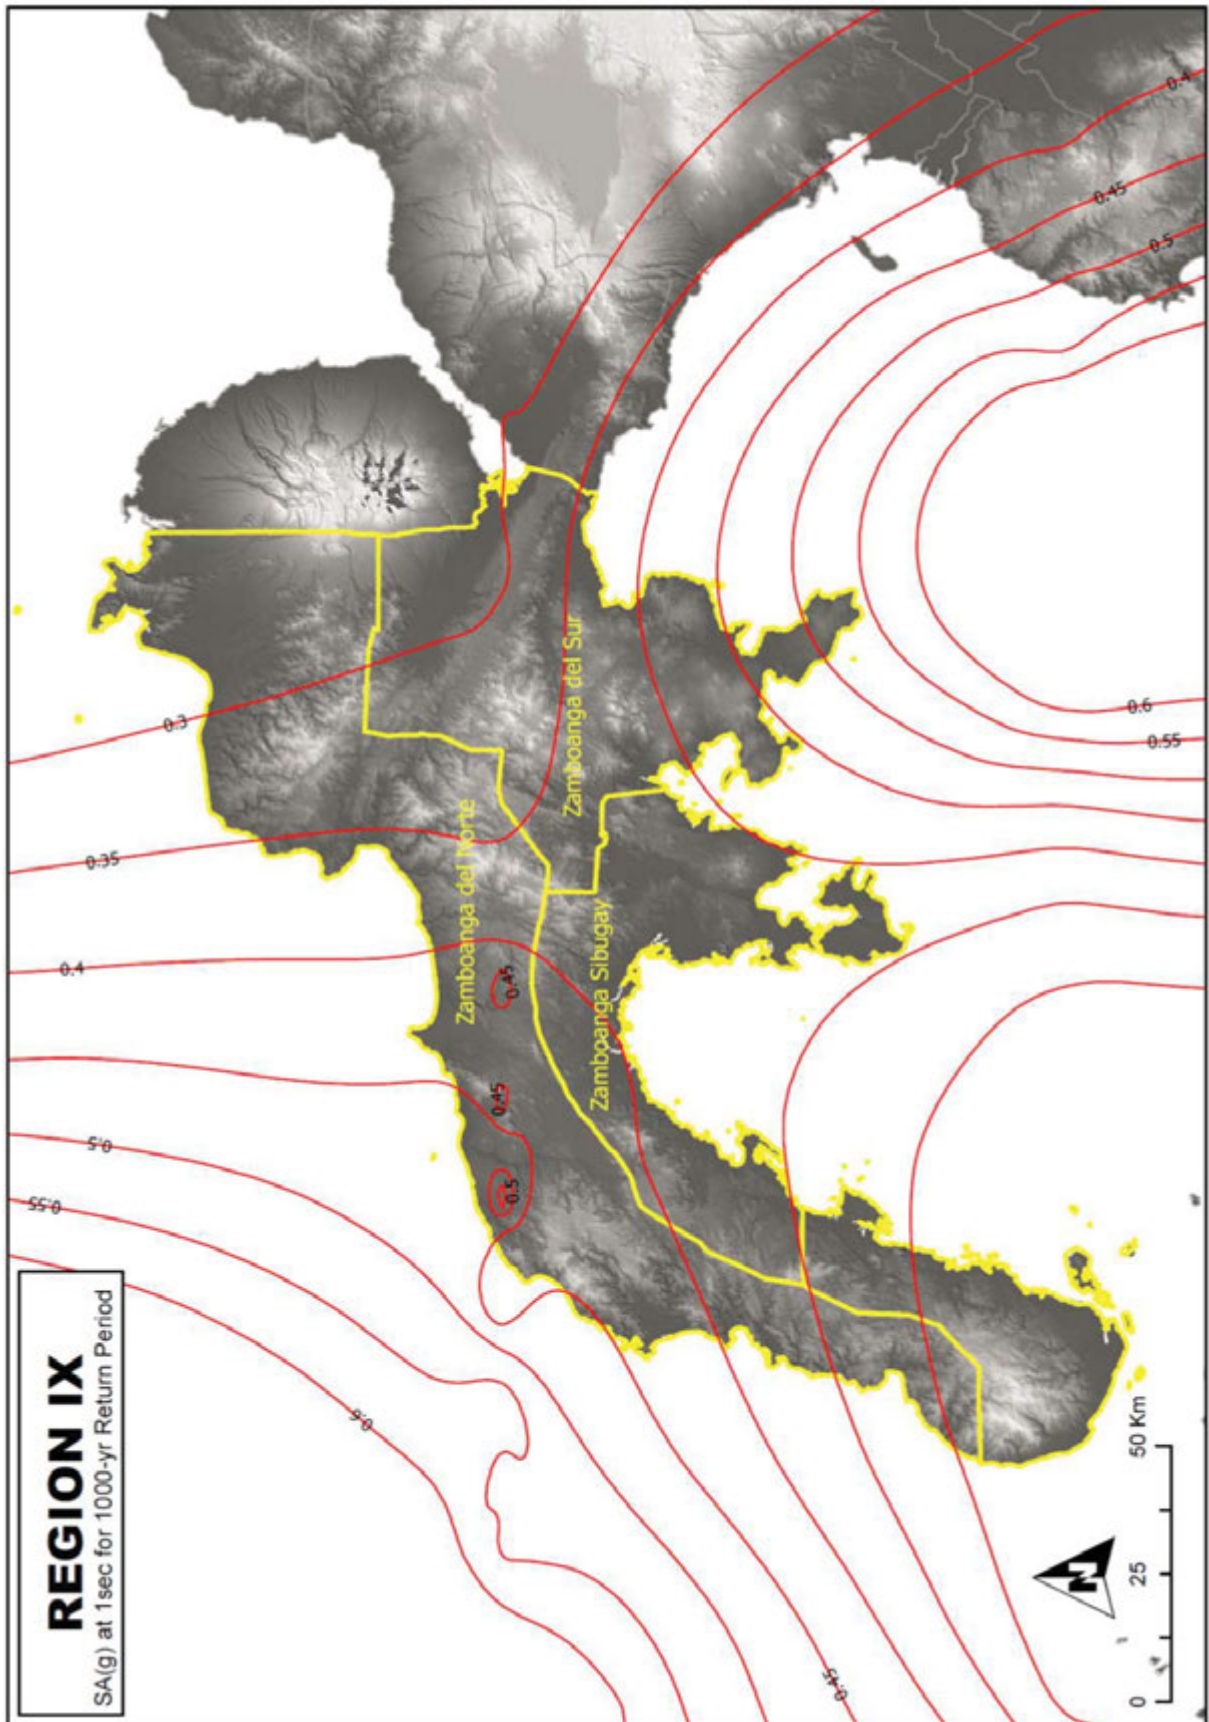 REGION IX
SA(g) at 1sec for 1000-yr Return Period
0.4
0.45
0.5
0.3
0.35
0.4
0.5
0.55
0.6
0.6
0.55
0.45
0.45
0.5
0.45
Zamboanga del Norte
Zamboanga del Sur
Zamboanga Sibugay
N
0 25 50 Km